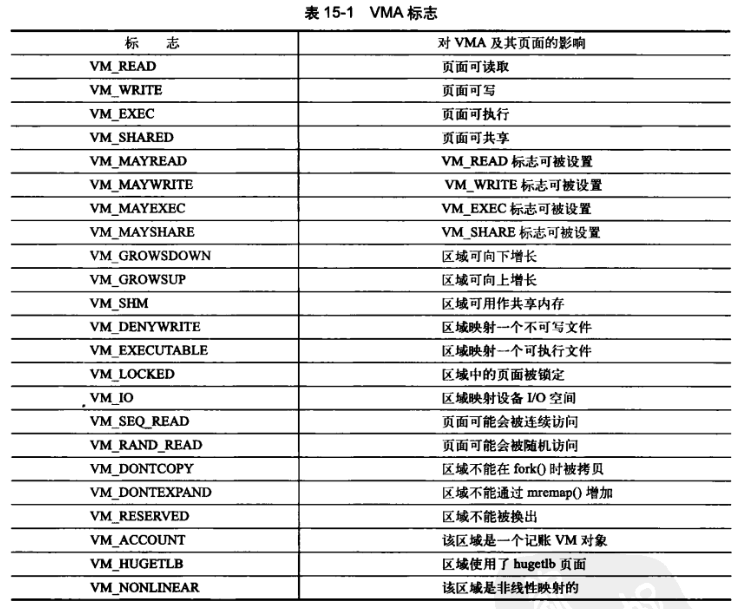 表 15-1 VMA 标志
标 志 对 VMA 及其页面的影响
VM_READ 页面可读取
VM_WRITE 页面可写
VM_EXEC 页面可执行
VM_SHARED 页面可共享
VM_MAYREAD VM_READ 标志可被设置
VM_MAYWRITE VM_WRITE 标志可被设置
VM_MAYEXEC VM_EXEC 标志可被设置
VM_MAYSHARE VM_SHARE 标志可被设置
VM_GROWSDOWN 区域可向下增长
VM_GROWSUP 区域可向上增长
VM_SHM 区域可用作共享内存
VM_DENYWRITE 区域映射一个不可写文件
VM_EXECUTABLE 区域映射一个可执行文件
VM_LOCKED 区域中的页面被锁定
VM_IO 区域映射设备 I/O 空间
VM_SEQ_READ 页面可能会被连续访问
VM_RAND_READ 页面可能会被随机访问
VM_DONTCOPY 区域不能在 fork() 时被拷贝
VM_DONTEXPAND 区域不能通过 mremap() 增加
VM_RESERVED 区域不能被换出
VM_ACCOUNT 该区域是一个记账 VM 对象
VM_HUGETLB 区域使用了 hugetlb 页面
VM_NONLINEAR 该区域是非线性映射的